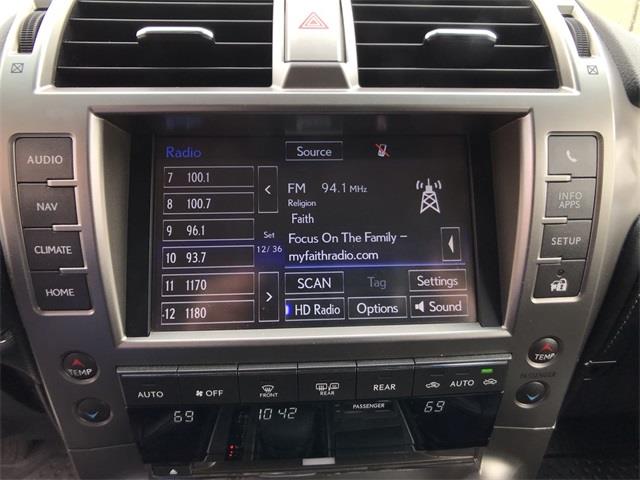 AUDIO
NAV
CLIMATE
HOME
Radio
Source
7 100.1
8 100.7
9 96.1
10 93.7
11 1170
-12 1180
Set
12/36
FM 94.1 MHz
Religion
Faith
Focus On The Family –
myfaithradio.com
SCAN Tag Settings
HD Radio Options Sound
INFO
APPS
SETUP
TEMP
TEMP
PASSENGER
AUTO OFF FRONT REAR REAR AUTO
PASSENGER
69 10:42 69